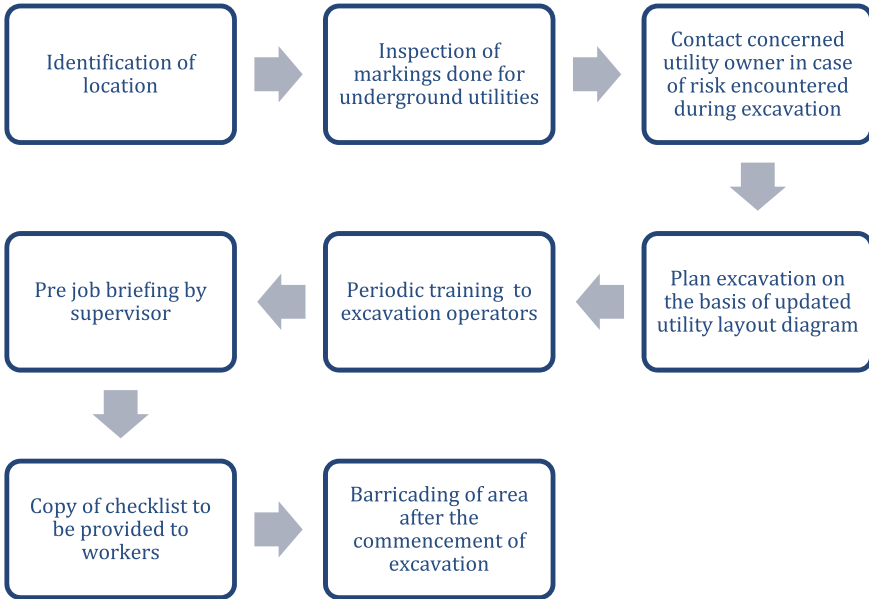 Identification of
location
Inspection of
markings done for
underground utilities
Contact concerned
utility owner in case
of risk encountered
during excavation
Plan excavation on
the basis of updated
utility layout diagram
Periodic training to
excavation operators
Pre job briefing by
supervisor
Copy of checklist to
be provided to
workers
Barricading of area
after the
commencement of
excavation